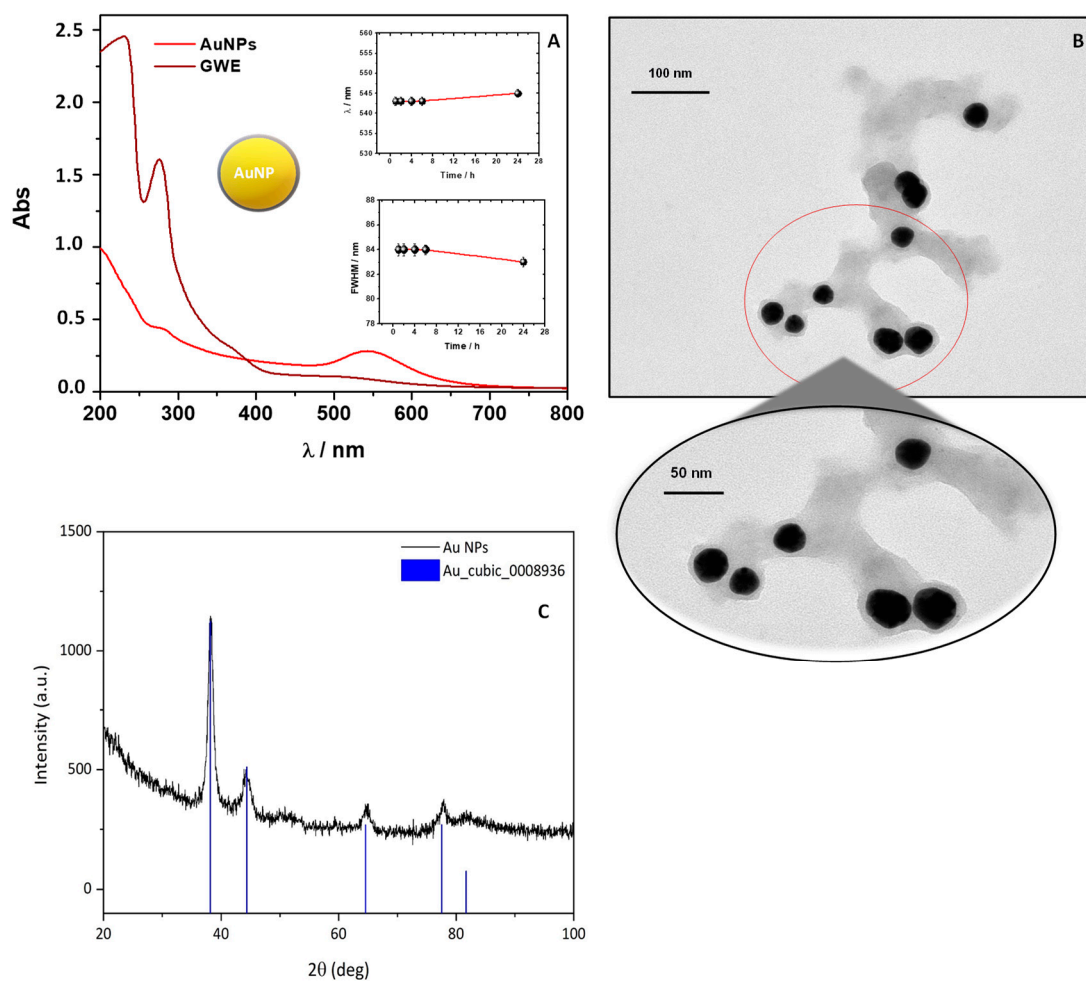 A
AuNPs
GWE
2.5
2.0
1.5
1.0
0.5
0.0
Abs
200 300 400 500 600 700 800
λ / nm
AuNP
560
555
550
545
540
535
530
λ / nm
0 4 8 12 16 20 24 28
Time / h
88
86
84
82
80
78
FWHM / nm
0 4 8 12 16 20 24 28
Time / h
B
100 nm
50 nm
C
Au NPs
Au_cubic_0008936
1500
1000
500
0
Intensity (a.u.)
20 40 60 80 100
2θ (deg)